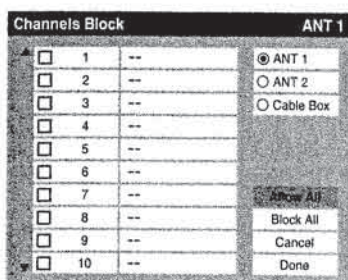 Channels Block ANT 1
1 --
2 --
3 --
4 --
5 --
6 --
7 --
8 --
9 --
10 --
ANT 1
ANT 2
Cable Box
Allow All
Block All
Cancel
Done